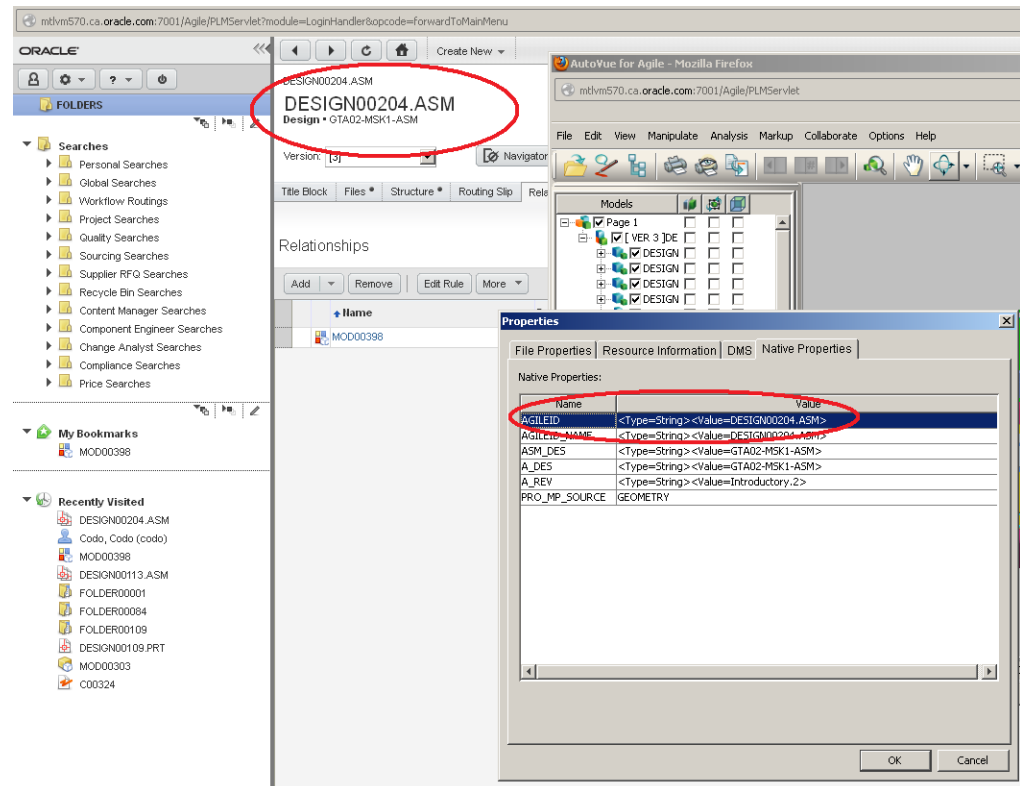 mtlvm570.ca.oracle.com:7001/Agile/PLMServlet?module=LoginHandler&opcode=forwardToMainMenu
ORACLE
Create New
FOLDERS
Searches
Personal Searches
Global Searches
Workflow Routings
Project Searches
Quality Searches
Sourcing Searches
Supplier RFQ Searches
Recycle Bin Searches
Content Manager Searches
Component Engineer Searches
Change Analyst Searches
Compliance Searches
Price Searches
My Bookmarks
MOD00398
Recently Visited
DESIGN00204.ASM
Codo, Codo (codo)
MOD00398
DESIGN00113.ASM
FOLDER00001
FOLDER00084
FOLDER00109
DESIGN00109.PRT
MOD00303
C00324
DESIGN00204.ASM
DESIGN00204.ASM
Design • GTA02-MSK1-ASM
Version: [3] Navigator
Title Block Files • Structure • Routing Slip Rela
Relationships
Add Remove Edit Rule More
Name
MOD00398
AutoVue for Agile - Mozilla Firefox
mtlvm570.ca.oracle.com:7001/Agile/PLMServlet
File Edit View Manipulate Analysis Markup Collaborate Options Help
Models
Page 1
[ VER 3 ]DE
DESIGN
DESIGN
DESIGN
DESIGN
Properties
File Properties Resource Information DMS Native Properties
Native Properties:
Name Value
AGILEID <Type=String><Value=DESIGN00204.ASM>
AGILEID_NAME <Type=String><Value=DESIGN00204.ASM>
ASM_DES <Type=String><Value=GTA02-MSK1-ASM>
A_DES <Type=String><Value=GTA02-MSK1-ASM>
A_REV <Type=String><Value=Introductory.2>
PRO_MP_SOURCE GEOMETRY
OK Cancel